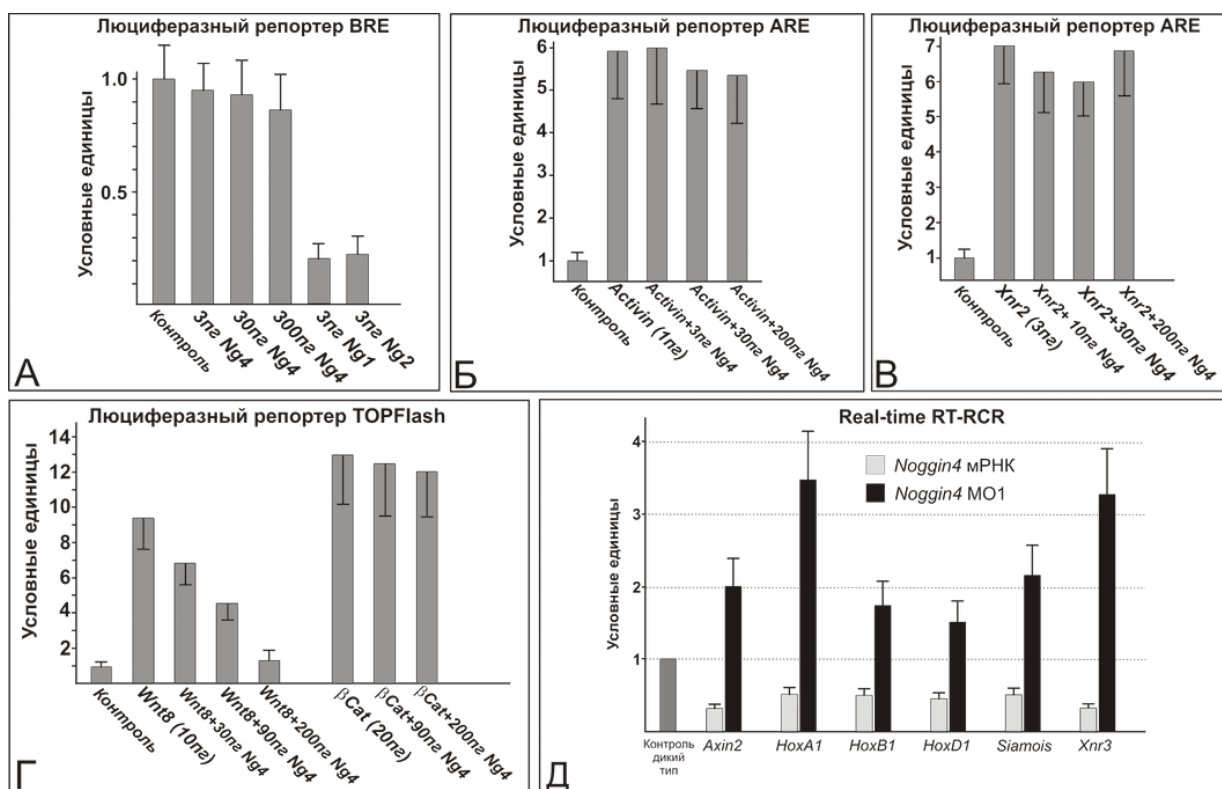 Люциферазный репортер BRE
Условные единицы
1.0
0.5
Контроль
3пг Ng4
30пг Ng4
300пг Ng4
3пг Ng1
3пг Ng2
А
Люциферазный репортер ARE
Условные единицы
6
5
4
3
2
1
Контроль
Activin (1пг)
Activin+3пг Ng4
Activin+30пг Ng4
Activin+200пг Ng4
Б
Люциферазный репортер ARE
Условные единицы
7
6
5
4
3
2
1
Контроль
Xnr2 (3пг)
Xnr2+ 10пг Ng4
Xnr2+30пг Ng4
Xnr2+200пг Ng4
В
Люциферазный репортер TOPFlash
Условные единицы
14
12
10
8
6
4
2
Контроль
Wnt8 (10пг)
Wnt8+30пг Ng4
Wnt8+90пг Ng4
Wnt8+200пг Ng4
βCat (20пг)
βCat+90пг Ng4
βCat+200пг Ng4
Г
Real-time RT-RCR
Условные единицы
4
3
2
1
Noggin4 мРНК
Noggin4 МО1
Контроль
дикий
тип
Axin2
HoxA1
HoxB1
HoxD1
Siamois
Xnr3
Д